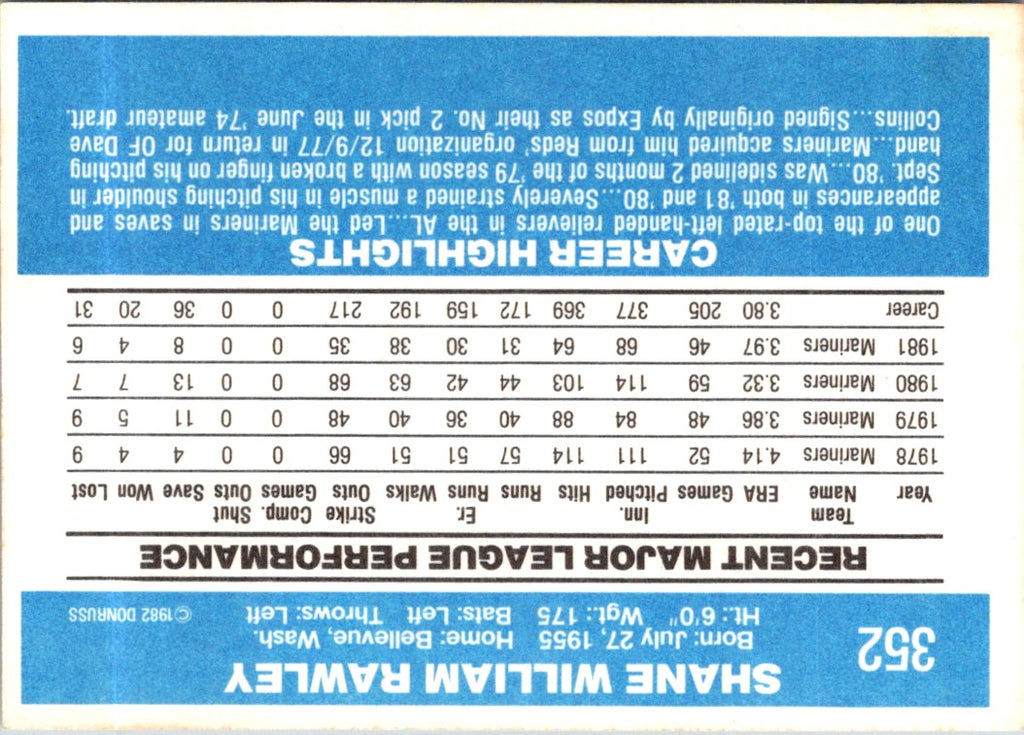 352
SHANE WILLIAM RAWLEY
Born: July 27, 1955 Home: Bellevue, Wash.
Ht.: 6'0" Wgt.: 175 Bats: Left Throws: Left
©1982 DONRUSS
RECENT MAJOR LEAGUE PERFORMANCE
Team Inn. Er. Strike Comp. Shut
Year Name ERA Games Pitched Hits Runs Runs Walks Outs Games Outs Save Won Lost
1978 Mariners 4.14 52 111 114 57 51 51 66 0 0 4 4 9
1979 Mariners 3.86 48 84 88 40 36 40 48 0 0 11 5 9
1980 Mariners 3.32 59 114 103 44 42 63 68 0 0 13 7 7
1981 Mariners 3.97 46 68 64 31 30 38 35 0 0 8 4 6
Career 3.80 205 377 369 172 159 192 217 0 0 36 20 31
CAREER HIGHLIGHTS
One of the top-rated left-handed relievers in the AL...Led the Mariners in saves and
appearances in both '81 and '80...Severely strained a muscle in his pitching shoulder in
Sept. '80...Was sidelined 2 months of the '79 season with a broken finger on his pitching
hand...Mariners acquired him from Reds' organization 12/9/77 in return for OF Dave
Collins...Signed originally by Expos as their No. 2 pick in the June '74 amateur draft.